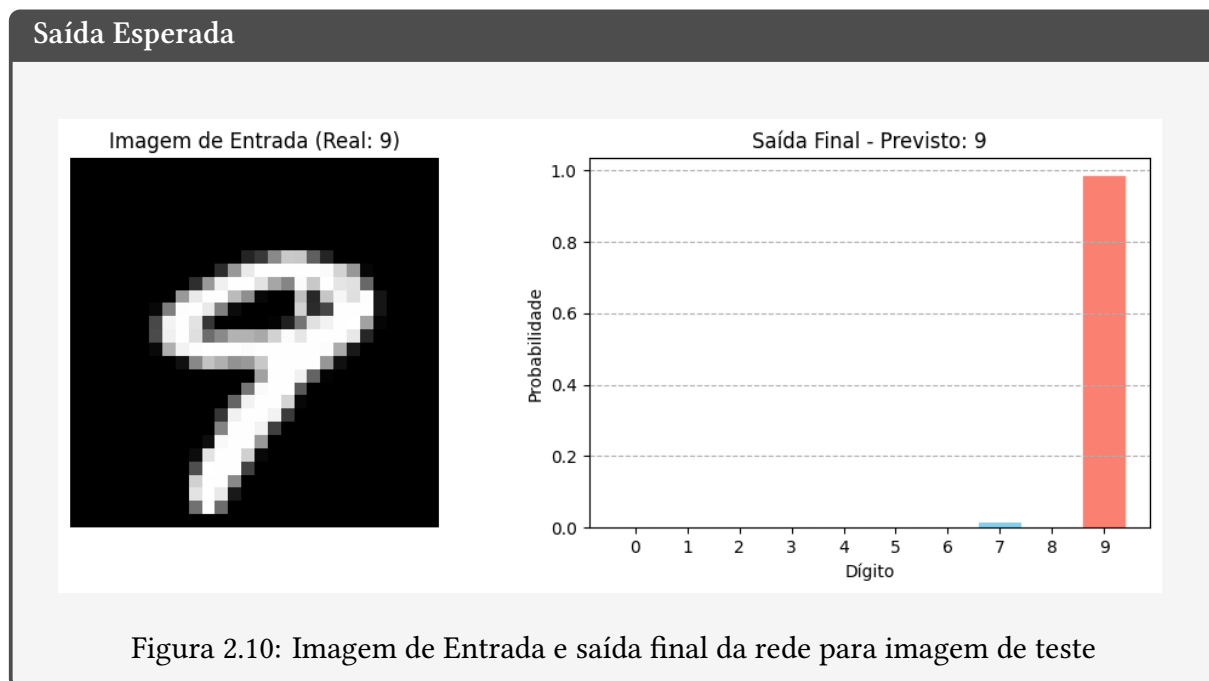 Saída Esperada
Imagem de Entrada (Real: 9)
9
Saída Final - Previsto: 9
1.0
0.8
0.6
0.4
0.2
0.0
Probabilidade
0 1 2 3 4 5 6 7 8 9
Dígito
Figura 2.10: Imagem de Entrada e saída final da rede para imagem de teste